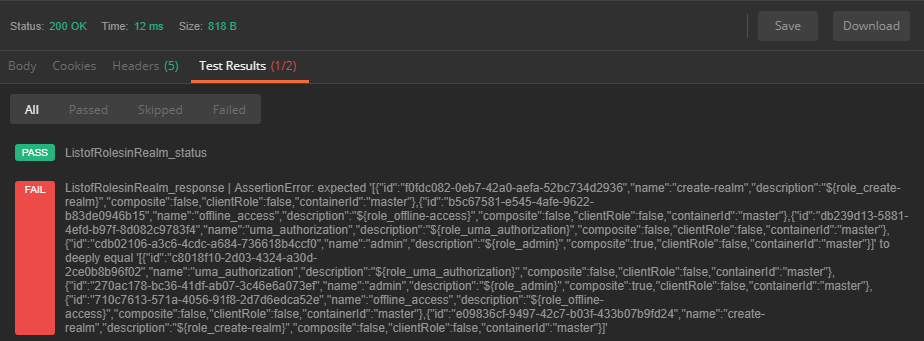 Status: 200 OK Time: 12 ms Size: 818 B Save Download
Body Cookies Headers (5) Test Results (1/2)
All Passed Skipped Failed
PASS ListofRolesinRealm_status
FAIL ListofRolesinRealm_response | AssertionError: expected '[{"id":"f0fdc082-0eb7-42a0-aefa-52bc734d2936","name":"create-realm","description":"${role_create-
realm}","composite":false,"clientRole":false,"containerId":"master"},{"id":"b5c67581-e545-4afe-9622-
b83de0946b15","name":"offline_access","description":"${role_offline-access}","composite":false,"clientRole":false,"containerId":"master"},{"id":"db239d13-5881-
4efd-b97f-8d082c9783f4","name":"uma_authorization","description":"${role_uma_authorization}","composite":false,"clientRole":false,"containerId":"master"},
{"id":"cdb02106-a3c6-4cdc-a684-736618b4ccf0","name":"admin","description":"${role_admin}","composite":true,"clientRole":false,"containerId":"master"}]' to
deeply equal '[{"id":"c8018f10-2d03-4324-a30d-
2ce0b8b96f02","name":"uma_authorization","description":"${role_uma_authorization}","composite":false,"clientRole":false,"containerId":"master"},
{"id":"270ac178-bc36-41df-ab07-3c46e6a073ef","name":"admin","description":"${role_admin}","composite":true,"clientRole":false,"containerId":"master"},
{"id":"710c7613-571a-4056-91f8-2d7d6edca52e","name":"offline_access","description":"${role_offline-
access}","composite":false,"clientRole":false,"containerId":"master"},{"id":"e09836cf-9497-42c7-b03f-433b07b9fd24","name":"create-
realm","description":"${role_create-realm}","composite":false,"clientRole":false,"containerId":"master"}]'